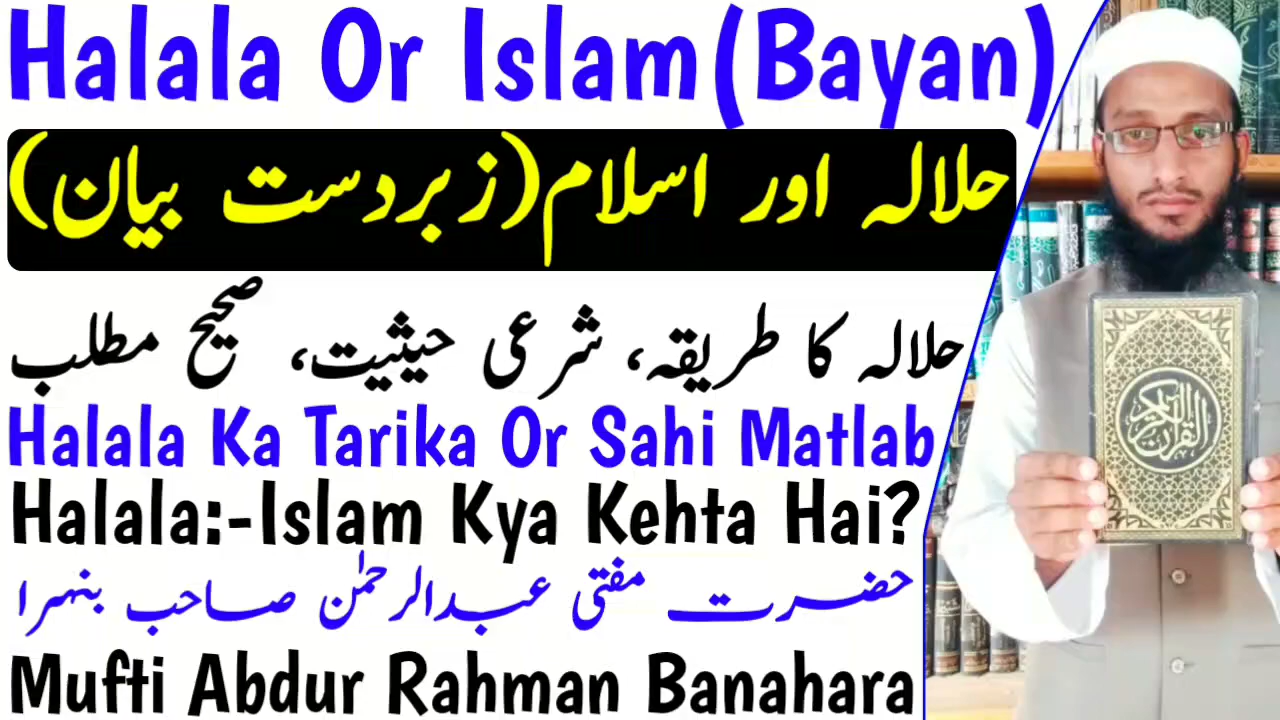 Halala Or Islam(Bayan)
حلالہ اور اسلام(زبردست بیان)
حلالہ کا طریقہ، شرعی حیثیت، صحیح مطلب
Halala Ka Tarika Or Sahi Matlab
Halala:-Islam Kya Kehta Hai?
حضرت مفتی عبدالرحمٰن صاحب بنہرا
Mufti Abdur Rahman Banahara
القرآن الكريم